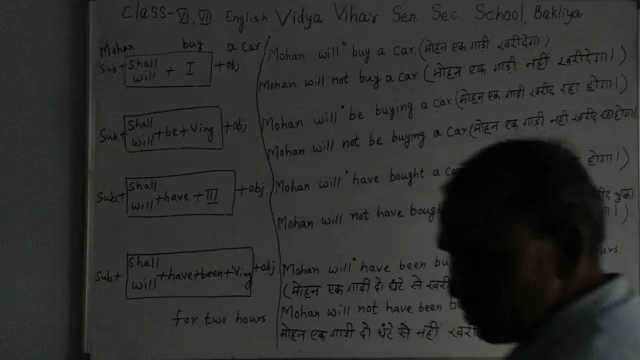 Class-VI, VII English Vidya Vihar Sen. Sec School, Bakliya
Mohan buy a car
Sub+ Shall
will + I +obj.
Sub+ Shall
will +be+Ving +obj
Sub+ Shall
will +have+III +obj
Sub+ Shall
will +have+been+Ving +obj
for two hours
Mohan will buy a car (मोहन एक गाडी खरीदेगा)
Mohan will not buy a car (मोहन एक गाडी नहीं खरीदेगा।)
Mohan will be buying a car (मोहन एक गाडी खरीद रहा होगा।)
Mohan will not be buying a car (मोहन एक गाडी नहीं खरीद रहा होगा
Mohan will have bought a ca होगा।)
Mohan will not have bough
Mohan will have been bu
(मोहन एक गाडी दो घंटे से खरी
Mohan will not have been b
मोहन एक गाडी दो घंटे से नहीं खरी